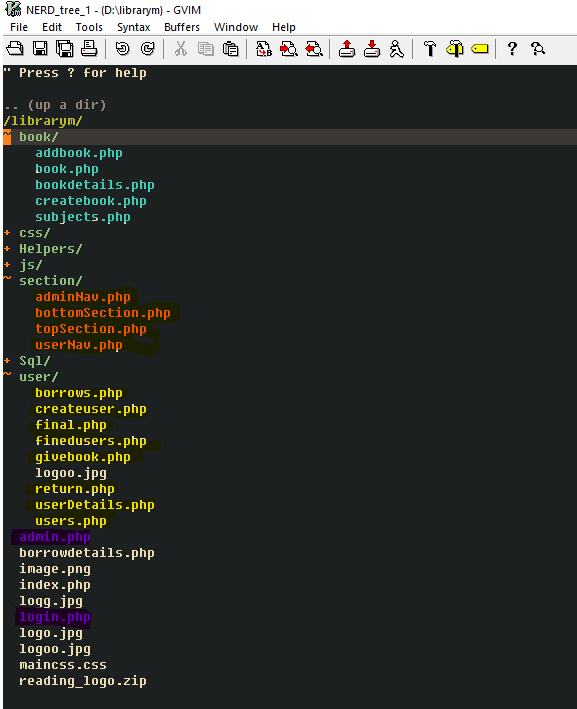 NERD_tree_1 - (D:\librarym) - GVIM
File Edit Tools Syntax Buffers Window Help
" Press ? for help
.. (up a dir)
/librarym/
~ book/
addbook.php
book.php
bookdetails.php
createbook.php
subjects.php
+ css/
+ Helpers/
+ js/
~ section/
adminNav.php
bottomSection.php
topSection.php
userNav.php
+ Sql/
~ user/
borrows.php
createuser.php
final.php
finedusers.php
givebook.php
logoo.jpg
return.php
userDetails.php
users.php
admin.php
borrowdetails.php
image.png
index.php
logg.jpg
login.php
logo.jpg
logoo.jpg
maincss.css
reading_logo.zip